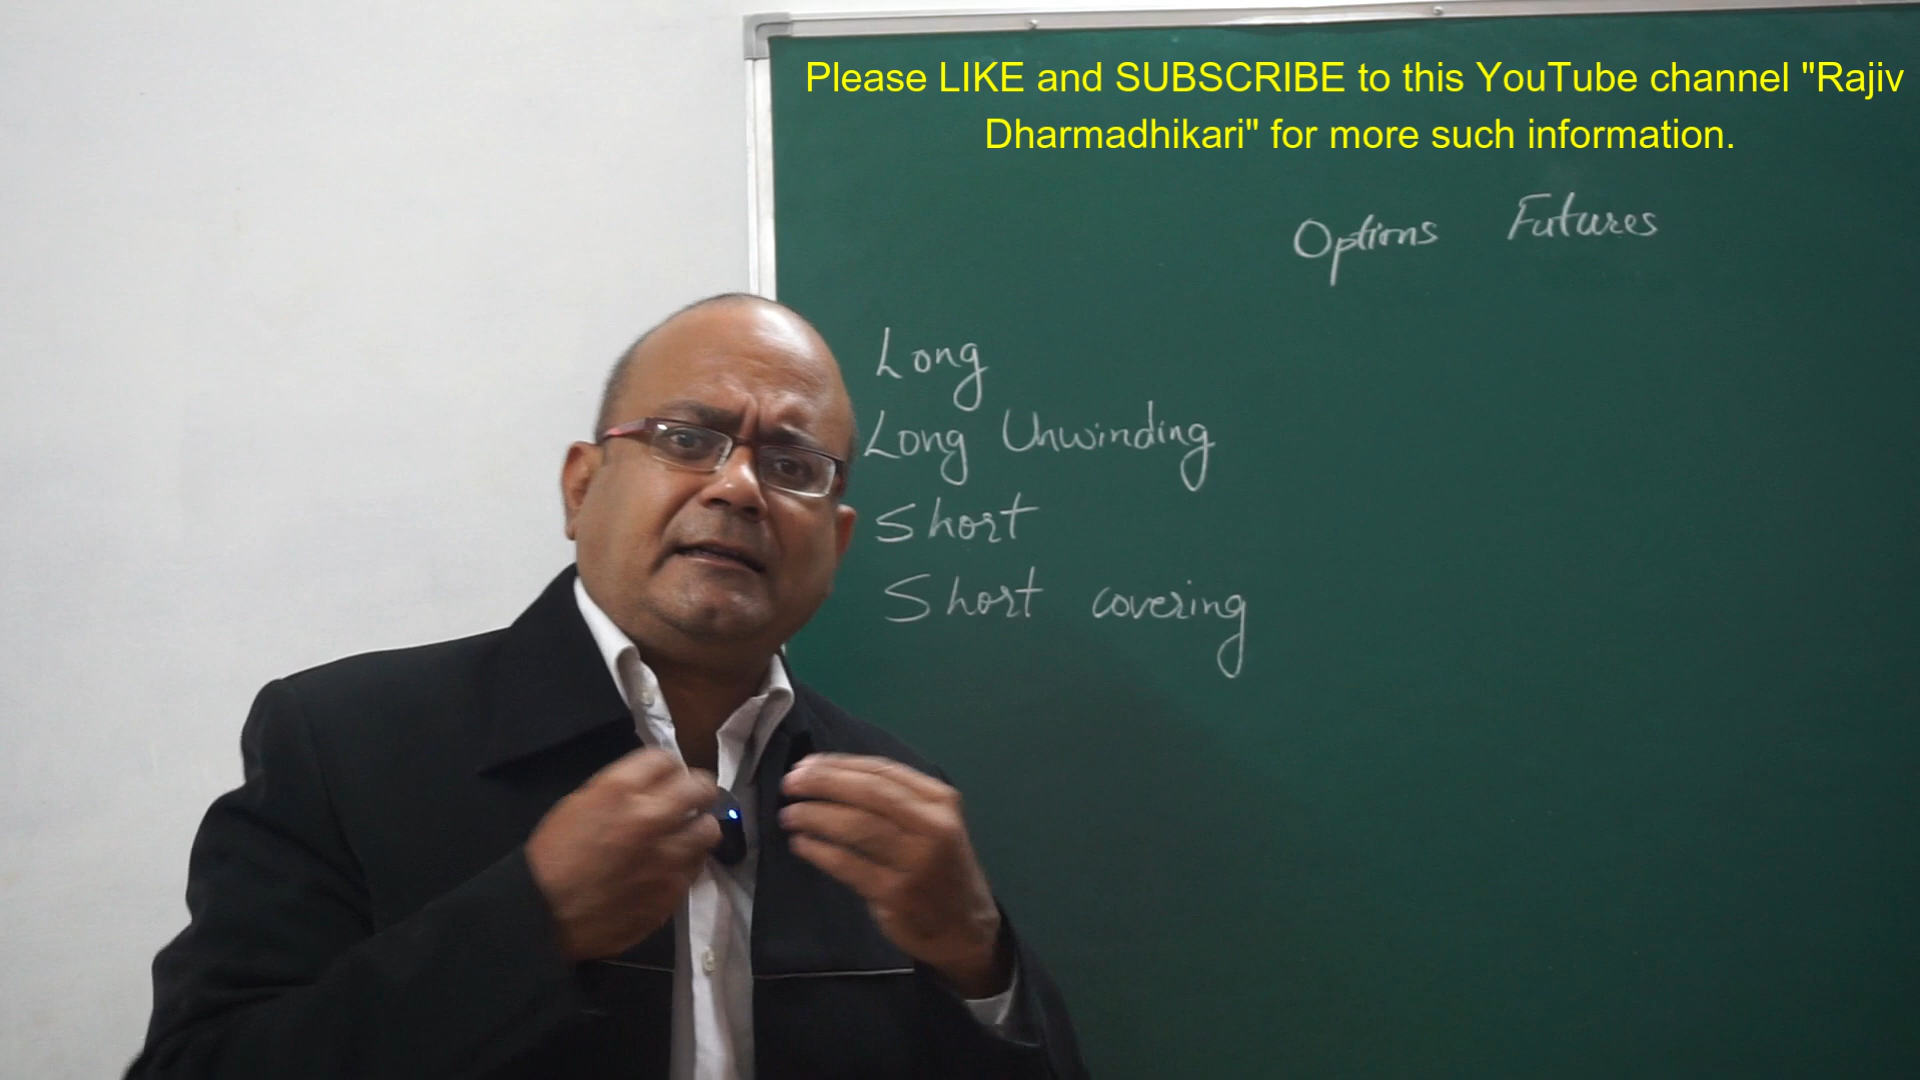 Please LIKE and SUBSCRIBE to this YouTube channel "Rajiv
Dharmadhikari" for more such information.
Options Futures
Long
Long Unwinding
Short
Short covering